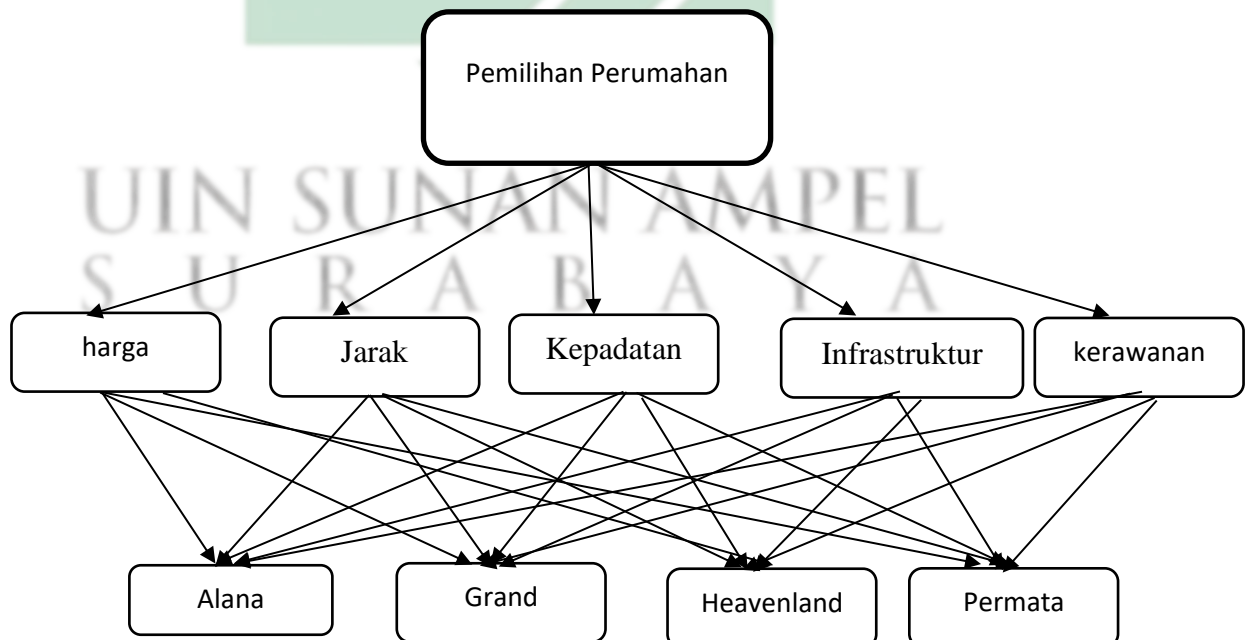 Pemilihan Perumahan
UIN SUNAN AMPEL
S U R A B A Y A
harga
Jarak
Kepadatan
Infrastruktur
kerawanan
Alana
Grand
Heavenland
Permata